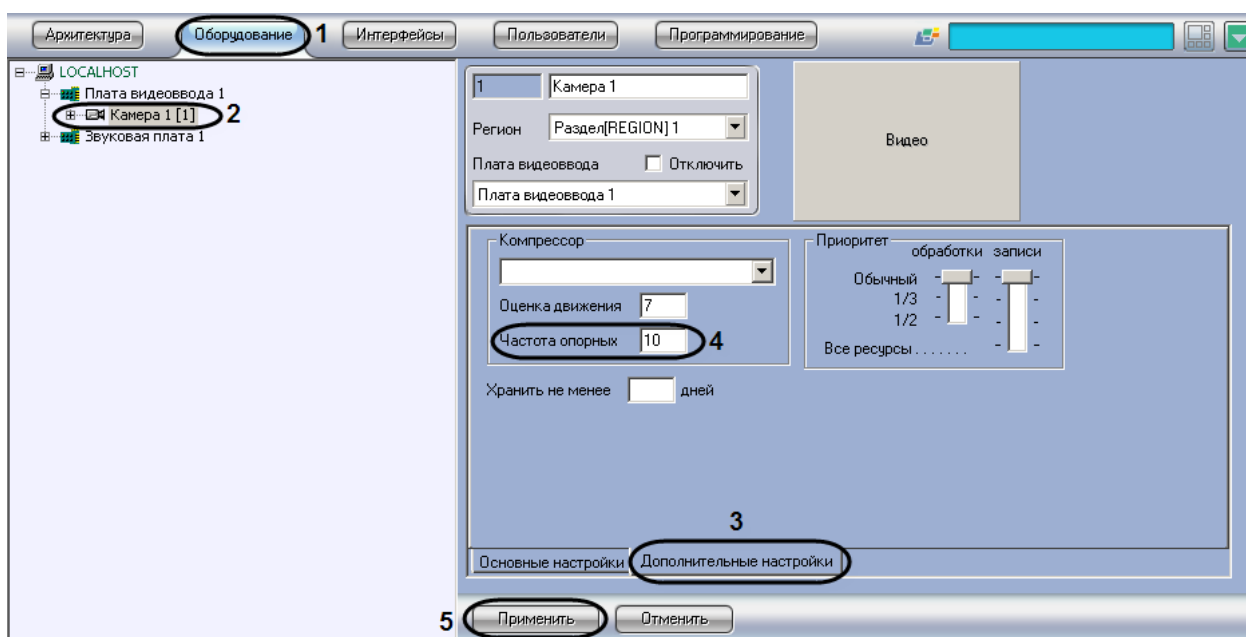 Архитектура Оборудование 1 Интерфейсы Пользователи Программирование
LOCALHOST
Плата видеоввода 1
Камера 1 [1] 2
Звуковая плата 1
1 Камера 1
Регион Раздел[REGION] 1
Плата видеоввода Отключить
Плата видеоввода 1
Видео
Компрессор
Оценка движения 7
Частота опорных 10 4
Хранить не менее дней
Приоритет
обработки записи
Обычный
1/3
1/2
Все ресурсы . . . . . . .
3
Основные настройки Дополнительные настройки
5 Применить Отменить